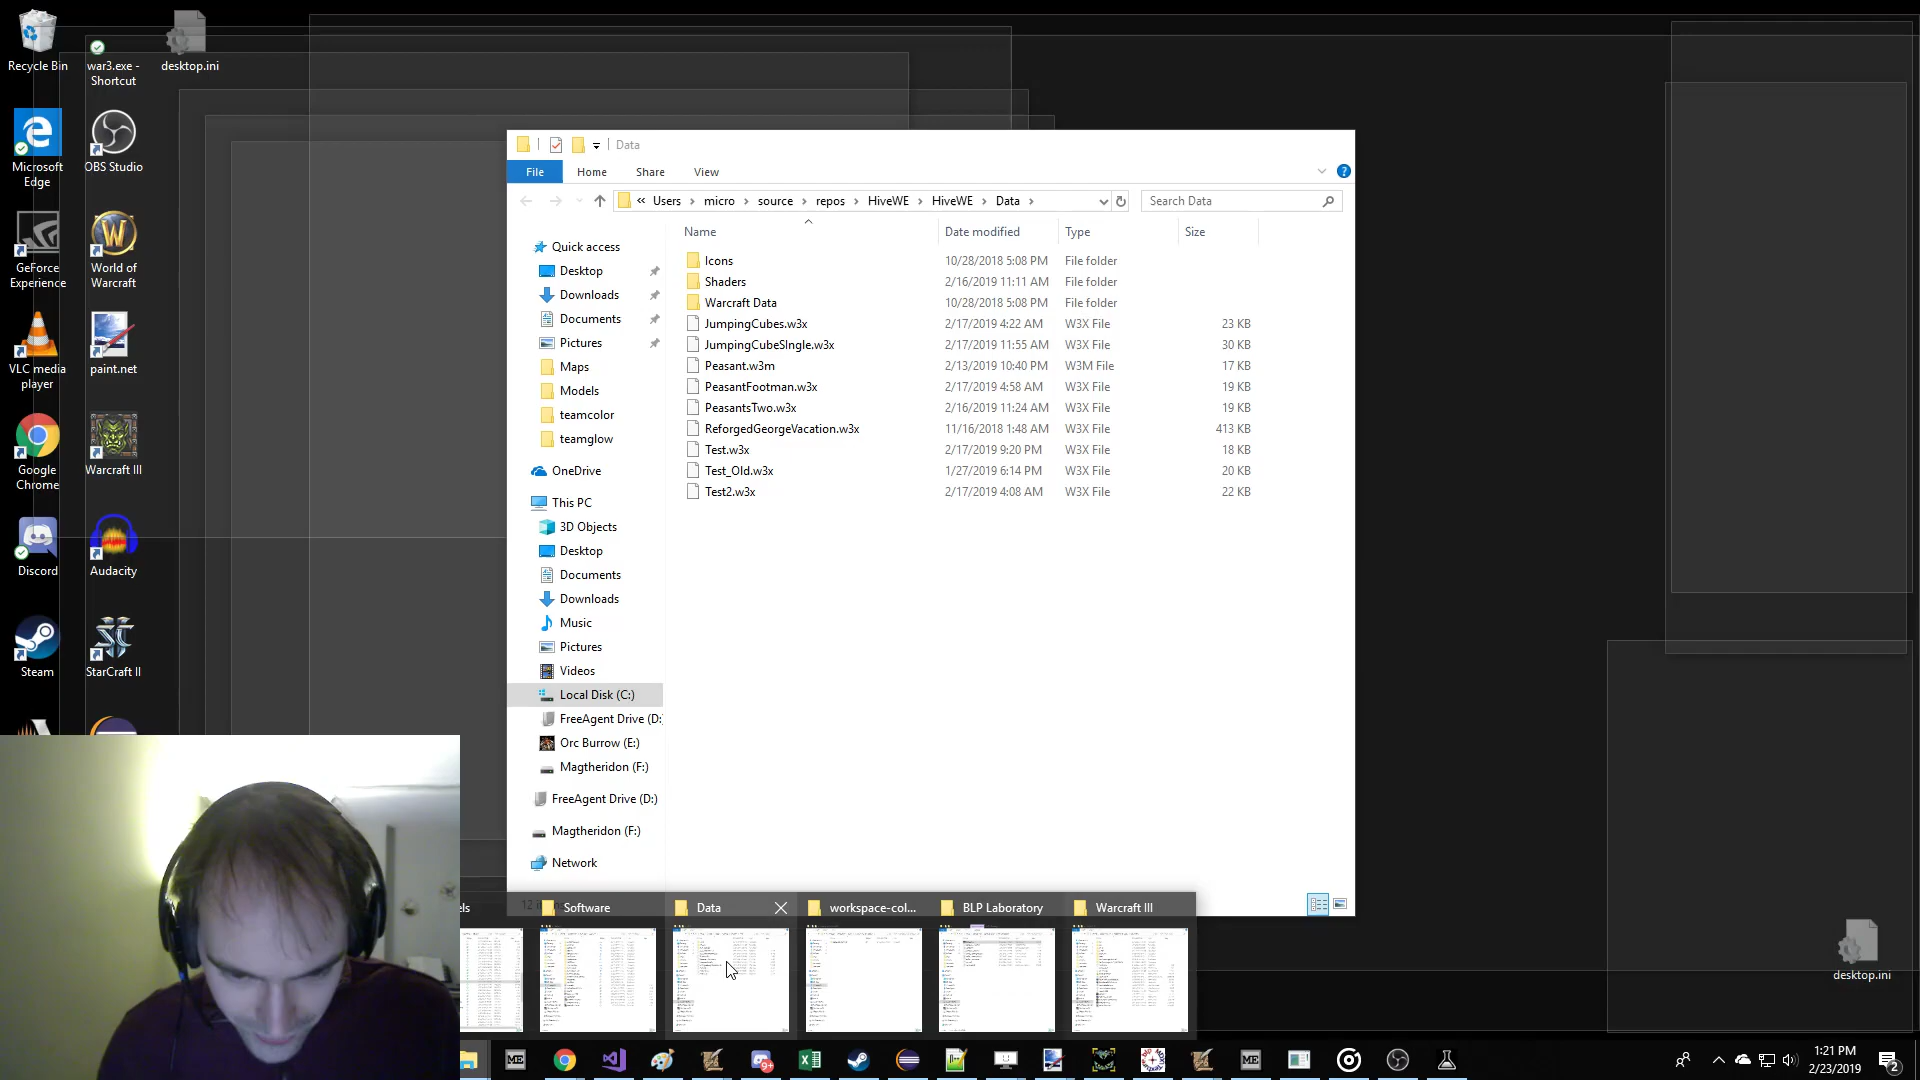 Recycle Bin
war3.exe -
Shortcut
desktop.ini
Microsoft
Edge
OBS Studio
GeForce
Experience
World of
Warcraft
VLC media
player
paint.net
Google
Chrome
Warcraft III
Discord
Audacity
Steam
StarCraft II
Data
File
Home
Share
View
« Users
micro
source
repos
HiveWE
HiveWE
Data
Search Data
Name
Date modified
Type
Size
Quick access
Desktop
Downloads
Documents
Pictures
Maps
Models
teamcolor
teamglow
OneDrive
This PC
3D Objects
Desktop
Documents
Downloads
Music
Pictures
Videos
Local Disk (C:)
FreeAgent Drive (D:
Orc Burrow (E:)
Magtheridon (F:)
FreeAgent Drive (D:)
Magtheridon (F:)
Network
Icons 10/28/2018 5:08 PM File folder
Shaders 2/16/2019 11:11 AM File folder
Warcraft Data 10/28/2018 5:08 PM File folder
JumpingCubes.w3x 2/17/2019 4:22 AM W3X File 23 KB
JumpingCubeSIngle.w3x 2/17/2019 11:55 AM W3X File 30 KB
Peasant.w3m 2/13/2019 10:40 PM W3M File 17 KB
PeasantFootman.w3x 2/17/2019 4:58 AM W3X File 19 KB
PeasantsTwo.w3x 2/16/2019 11:24 AM W3X File 19 KB
ReforgedGeorgeVacation.w3x 11/16/2018 1:48 AM W3X File 413 KB
Test.w3x 2/17/2019 9:20 PM W3X File 18 KB
Test_Old.w3x 1/27/2019 6:14 PM W3X File 20 KB
Test2.w3x 2/17/2019 4:08 AM W3X File 22 KB
els
Software
Data
workspace-col...
BLP Laboratory
Warcraft III
desktop.ini
ME
ME
9+
1:21 PM
2/23/2019
2